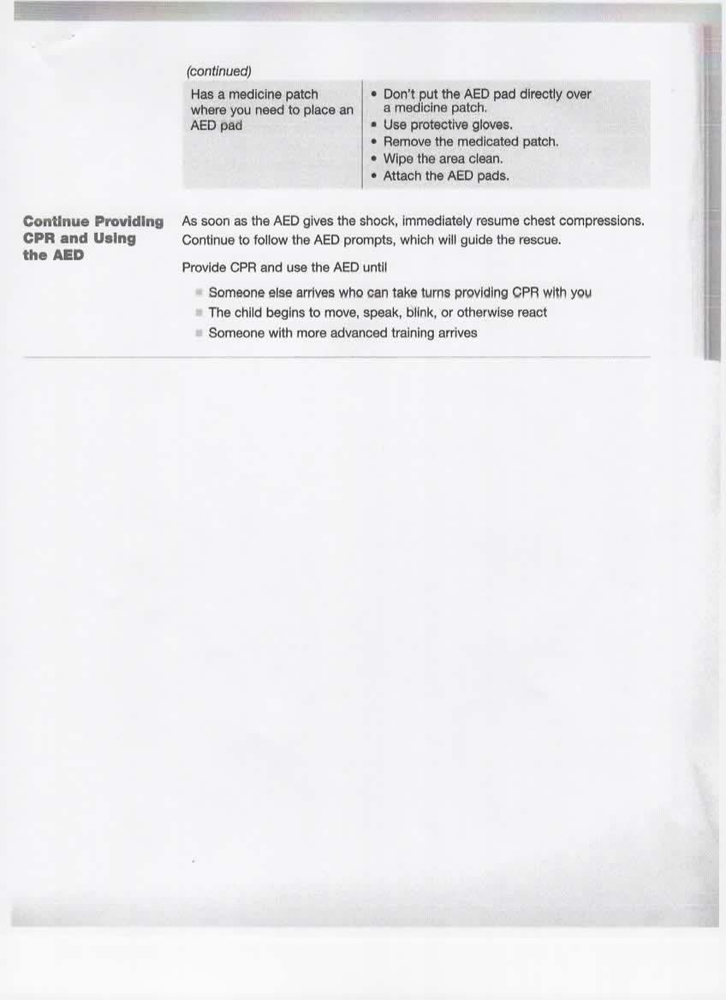 (continued)
Has a medicine patch
where you need to place an
AED pad
• Don't put the AED pad directly over
a medicine patch.
• Use protective gloves.
• Remove the medicated patch.
• Wipe the area clean.
• Attach the AED pads.
Continue Providing
CPR and Using
the AED
As soon as the AED gives the shock, immediately resume chest compressions.
Continue to follow the AED prompts, which will guide the rescue.
Provide CPR and use the AED until
■ Someone else arrives who can take turns providing CPR with you
■ The child begins to move, speak, blink, or otherwise react
■ Someone with more advanced training arrives